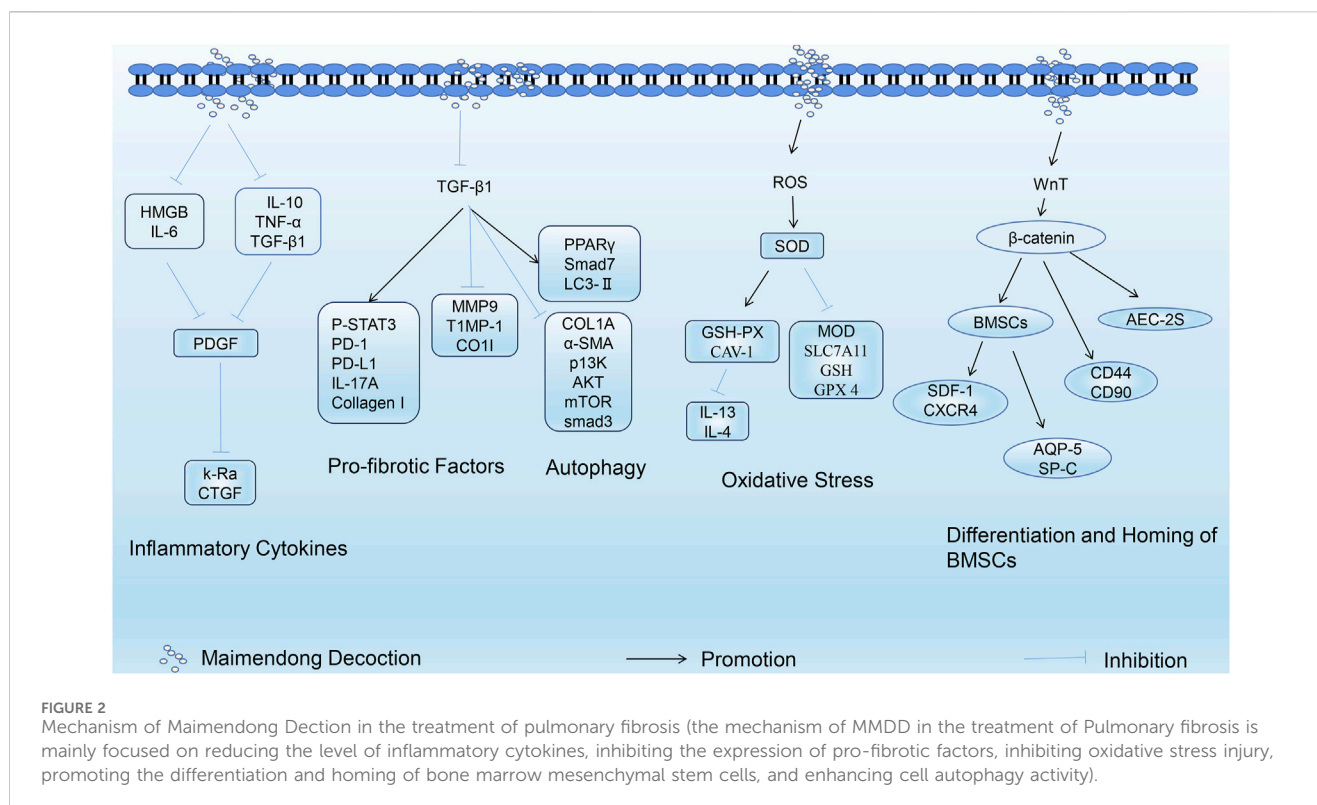 HMGB
IL-6
IL-10
TNF-α
TGF-β1
PDGF
k-Ra
CTGF
Inflammatory Cytokines
TGF-β1
P-STAT3
PD-1
PD-L1
IL-17A
Collagen I
MMP9
T1MP-1
CO1I
PPARγ
Smad7
LC3-Ⅱ
COL1A
α-SMA
p13K
AKT
mTOR
smad3
Pro-fibrotic Factors
Autophagy
ROS
SOD
GSH-PX
CAV-1
MOD
SLC7A11
GSH
GPX 4
IL-13
IL-4
Oxidative Stress
WnT
β-catenin
BMSCs
AEC-2S
SDF-1
CXCR4
CD44
CD90
AQP-5
SP-C
Differentiation and Homing of
BMSCs
Maimendong Decoction
Promotion
Inhibition
FIGURE 2
Mechanism of Maimendong Dection in the treatment of pulmonary fibrosis (the mechanism of MMDD in the treatment of Pulmonary fibrosis is
mainly focused on reducing the level of inflammatory cytokines, inhibiting the expression of pro-fibrotic factors, inhibiting oxidative stress injury,
promoting the differentiation and homing of bone marrow mesenchymal stem cells, and enhancing cell autophagy activity).